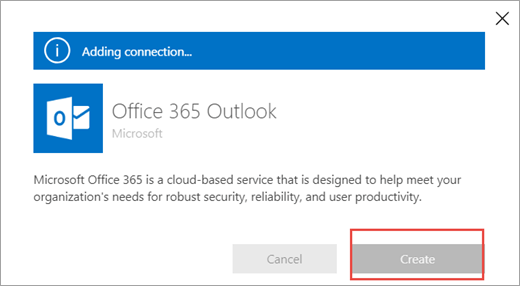 Adding connection...
Office 365 Outlook
Microsoft
Microsoft Office 365 is a cloud-based service that is designed to help meet your
organization's needs for robust security, reliability, and user productivity.
Cancel Create